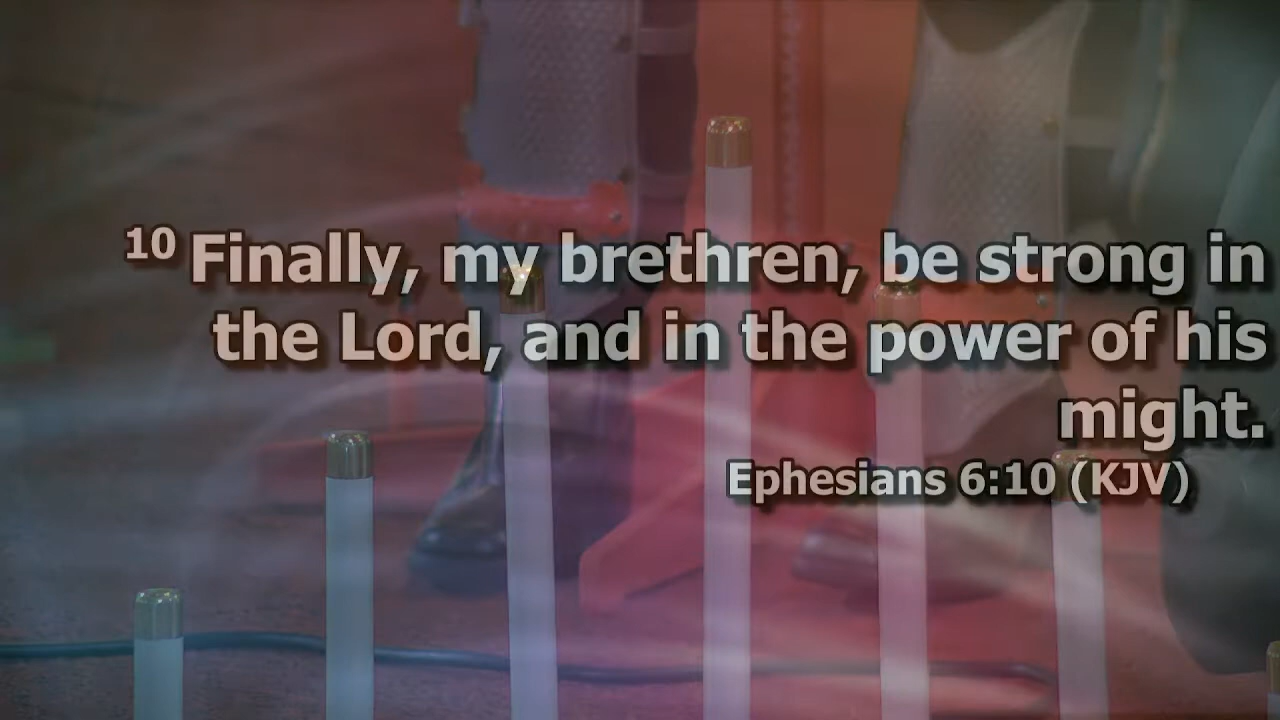 10 Finally, my brethren, be strong in
the Lord, and in the power of his
might.
Ephesians 6:10 (KJV)